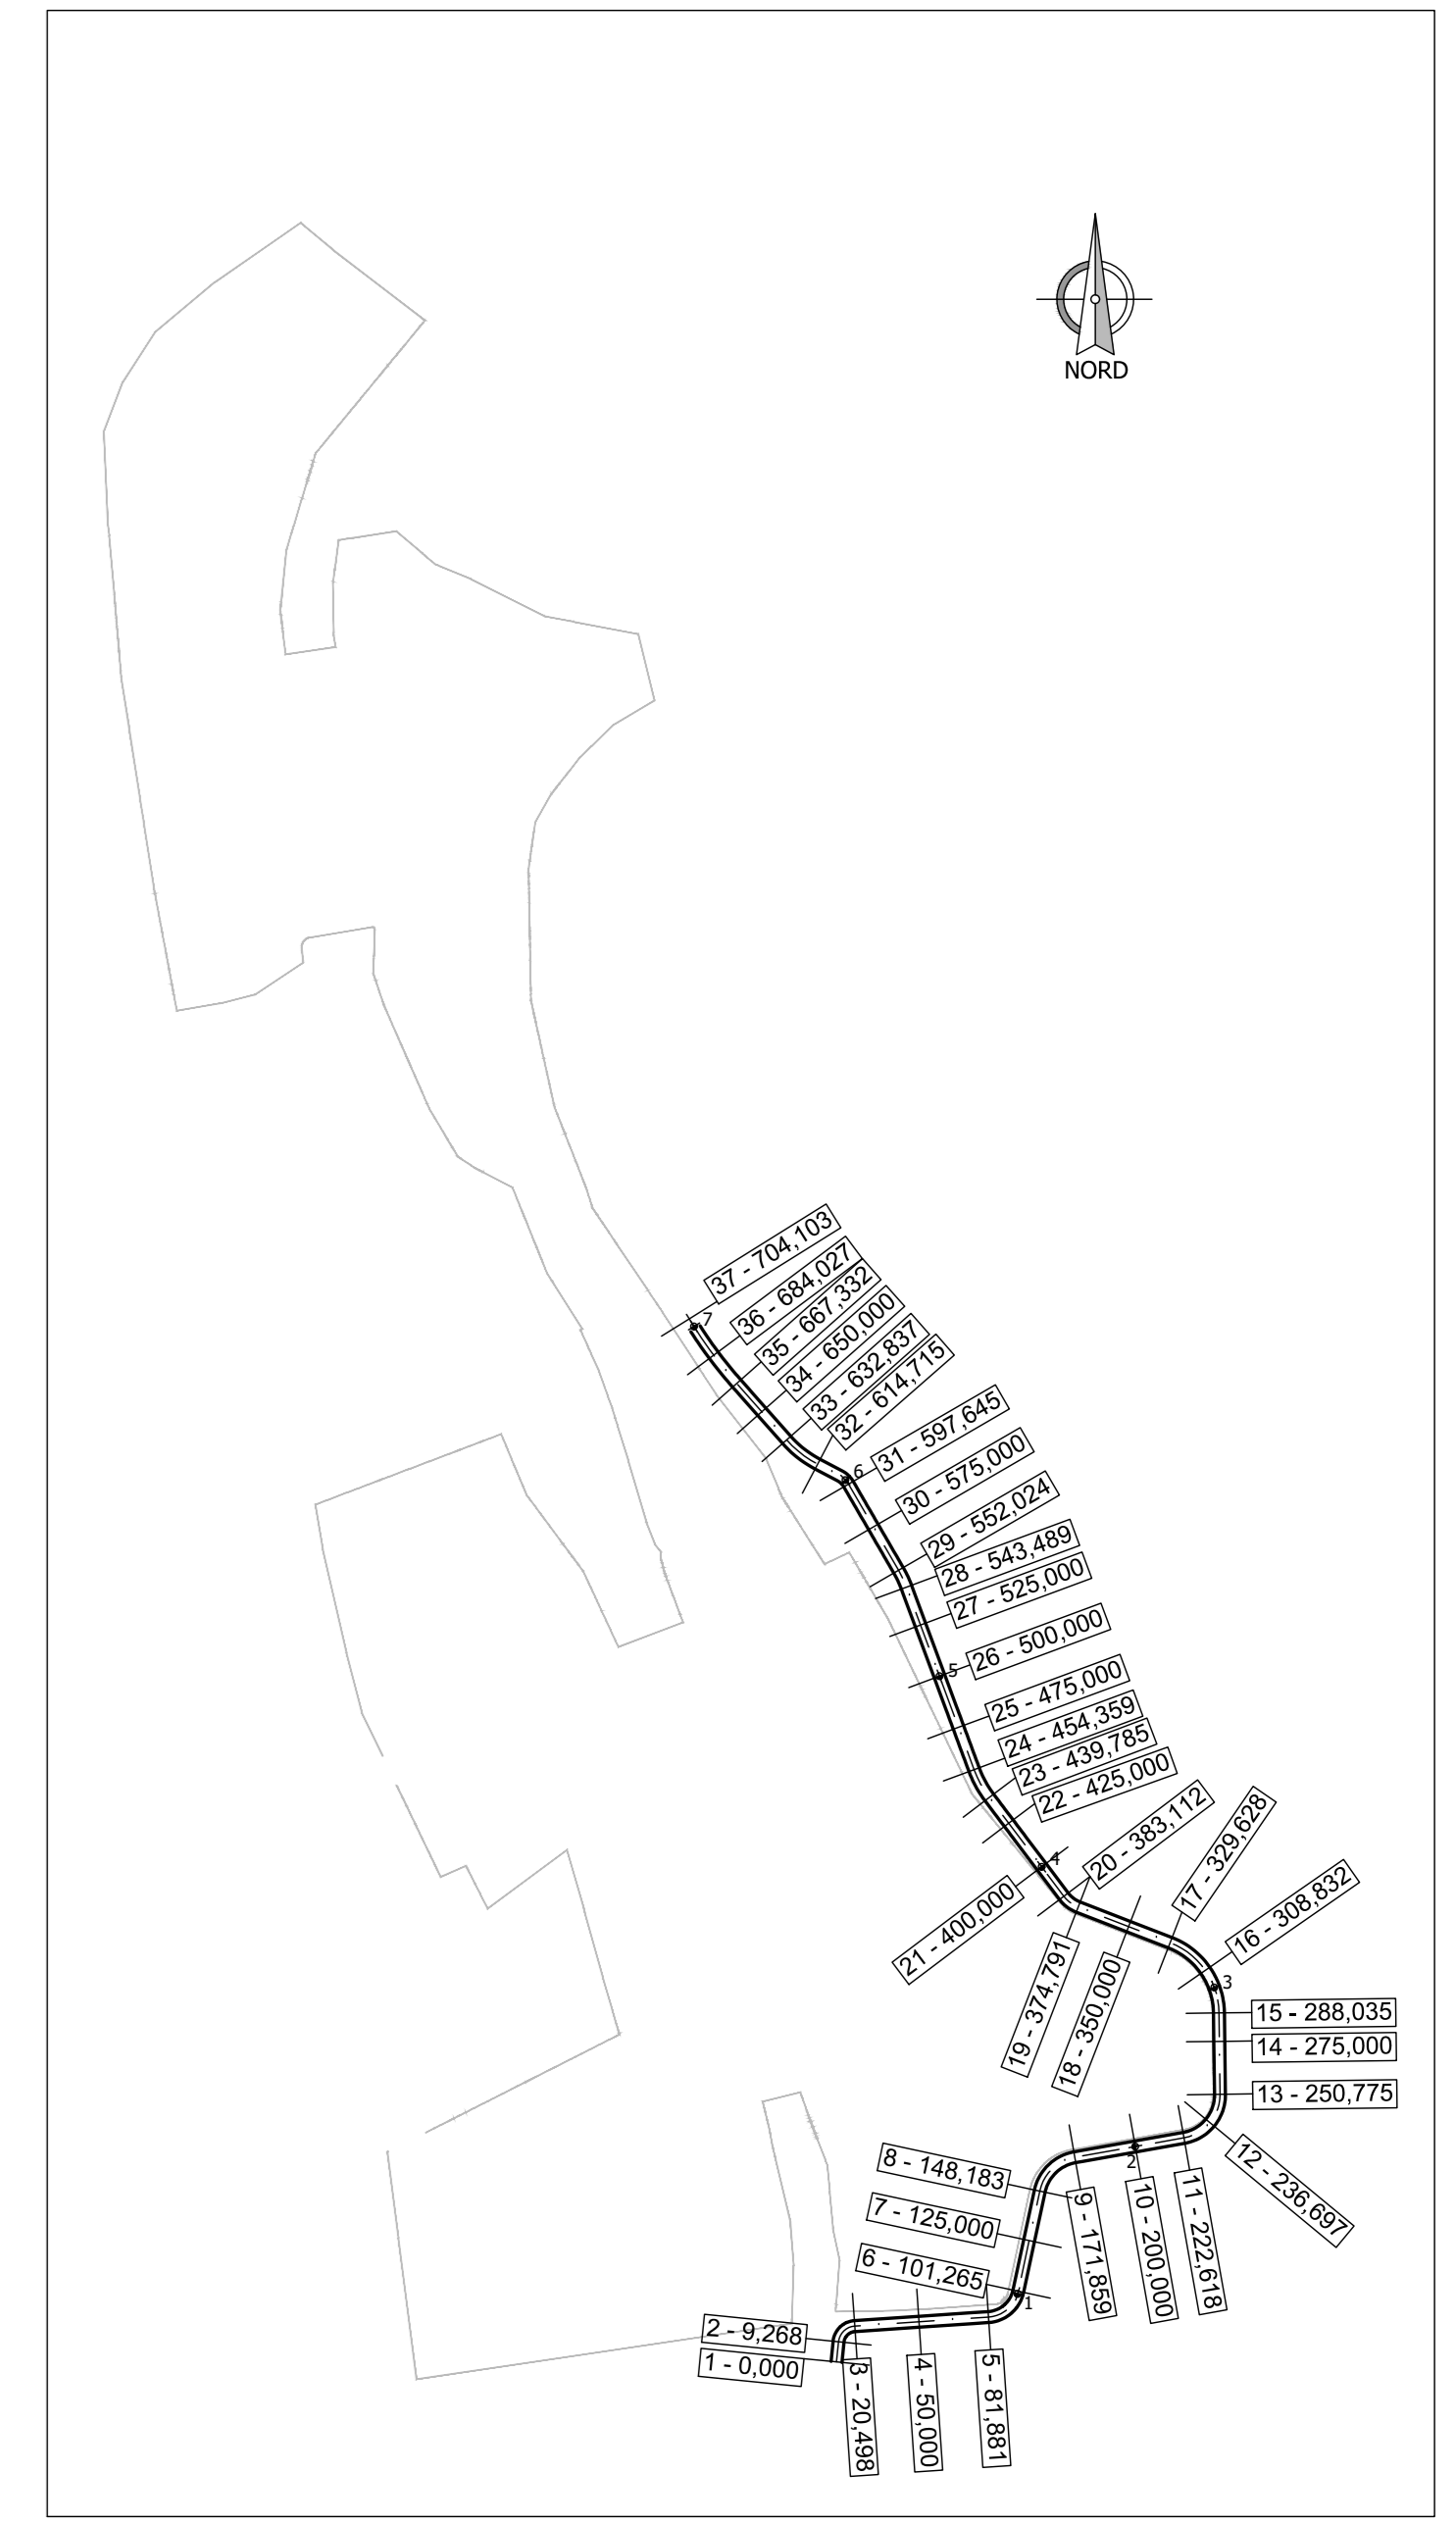 NORD
37 - 704,103
36 - 684,027
35 - 667,332
34 - 650,000
33 - 632,837
32 - 614,715
7
31 - 597,645
6
30 - 575,000
29 - 552,024
28 - 543,489
27 - 525,000
26 - 500,000
5
25 - 475,000
24 - 454,359
23 - 439,785
22 - 425,000
20 - 383,112
4
21 - 400,000
17 - 329,628
16 - 308,832
19 - 374,791
18 - 350,000
3
15 - 288,035
14 - 275,000
13 - 250,775
12 - 236,697
2
8 - 148,183
9 - 171,859
10 - 200,000
11 - 222,618
7 - 125,000
6 - 101,265
1
2 - 9,268
1 - 0,000
3 - 20,498
4 - 50,000
5 - 81,881